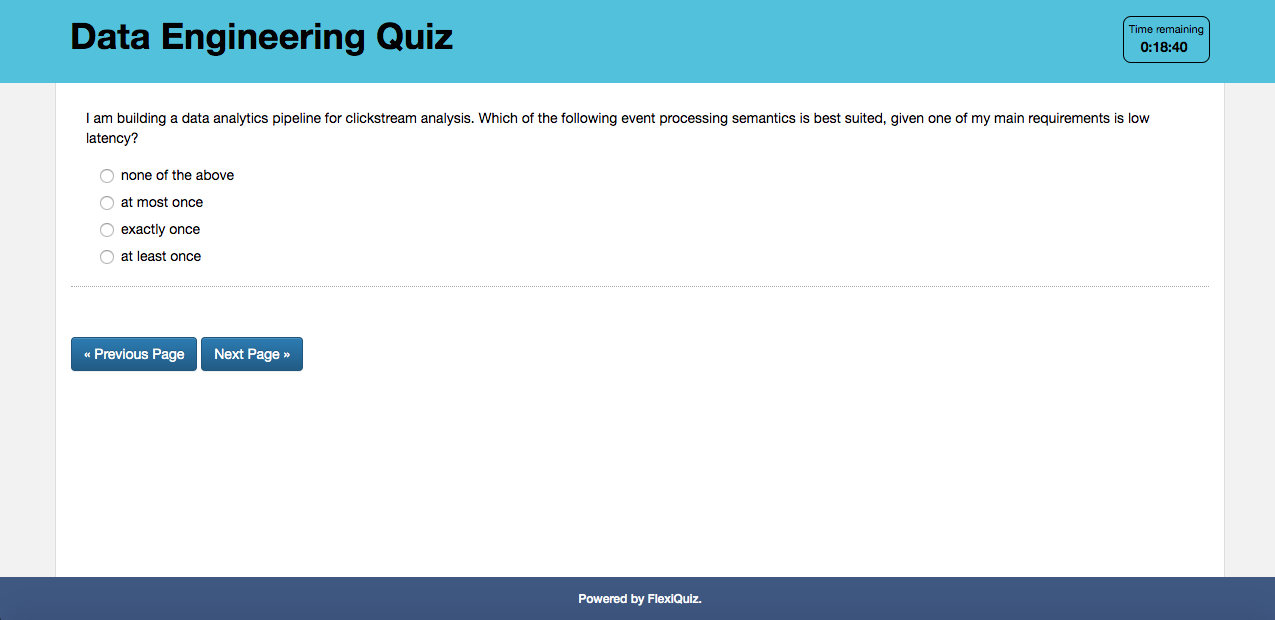 Data Engineering Quiz
Time remaining
0:18:40
I am building a data analytics pipeline for clickstream analysis. Which of the following event processing semantics is best suited, given one of my main requirements is low
latency?
none of the above
at most once
exactly once
at least once
« Previous Page
Next Page »
Powered by FlexiQuiz.